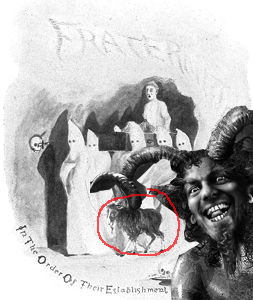 FRATER
In The Order Of Their Establishment